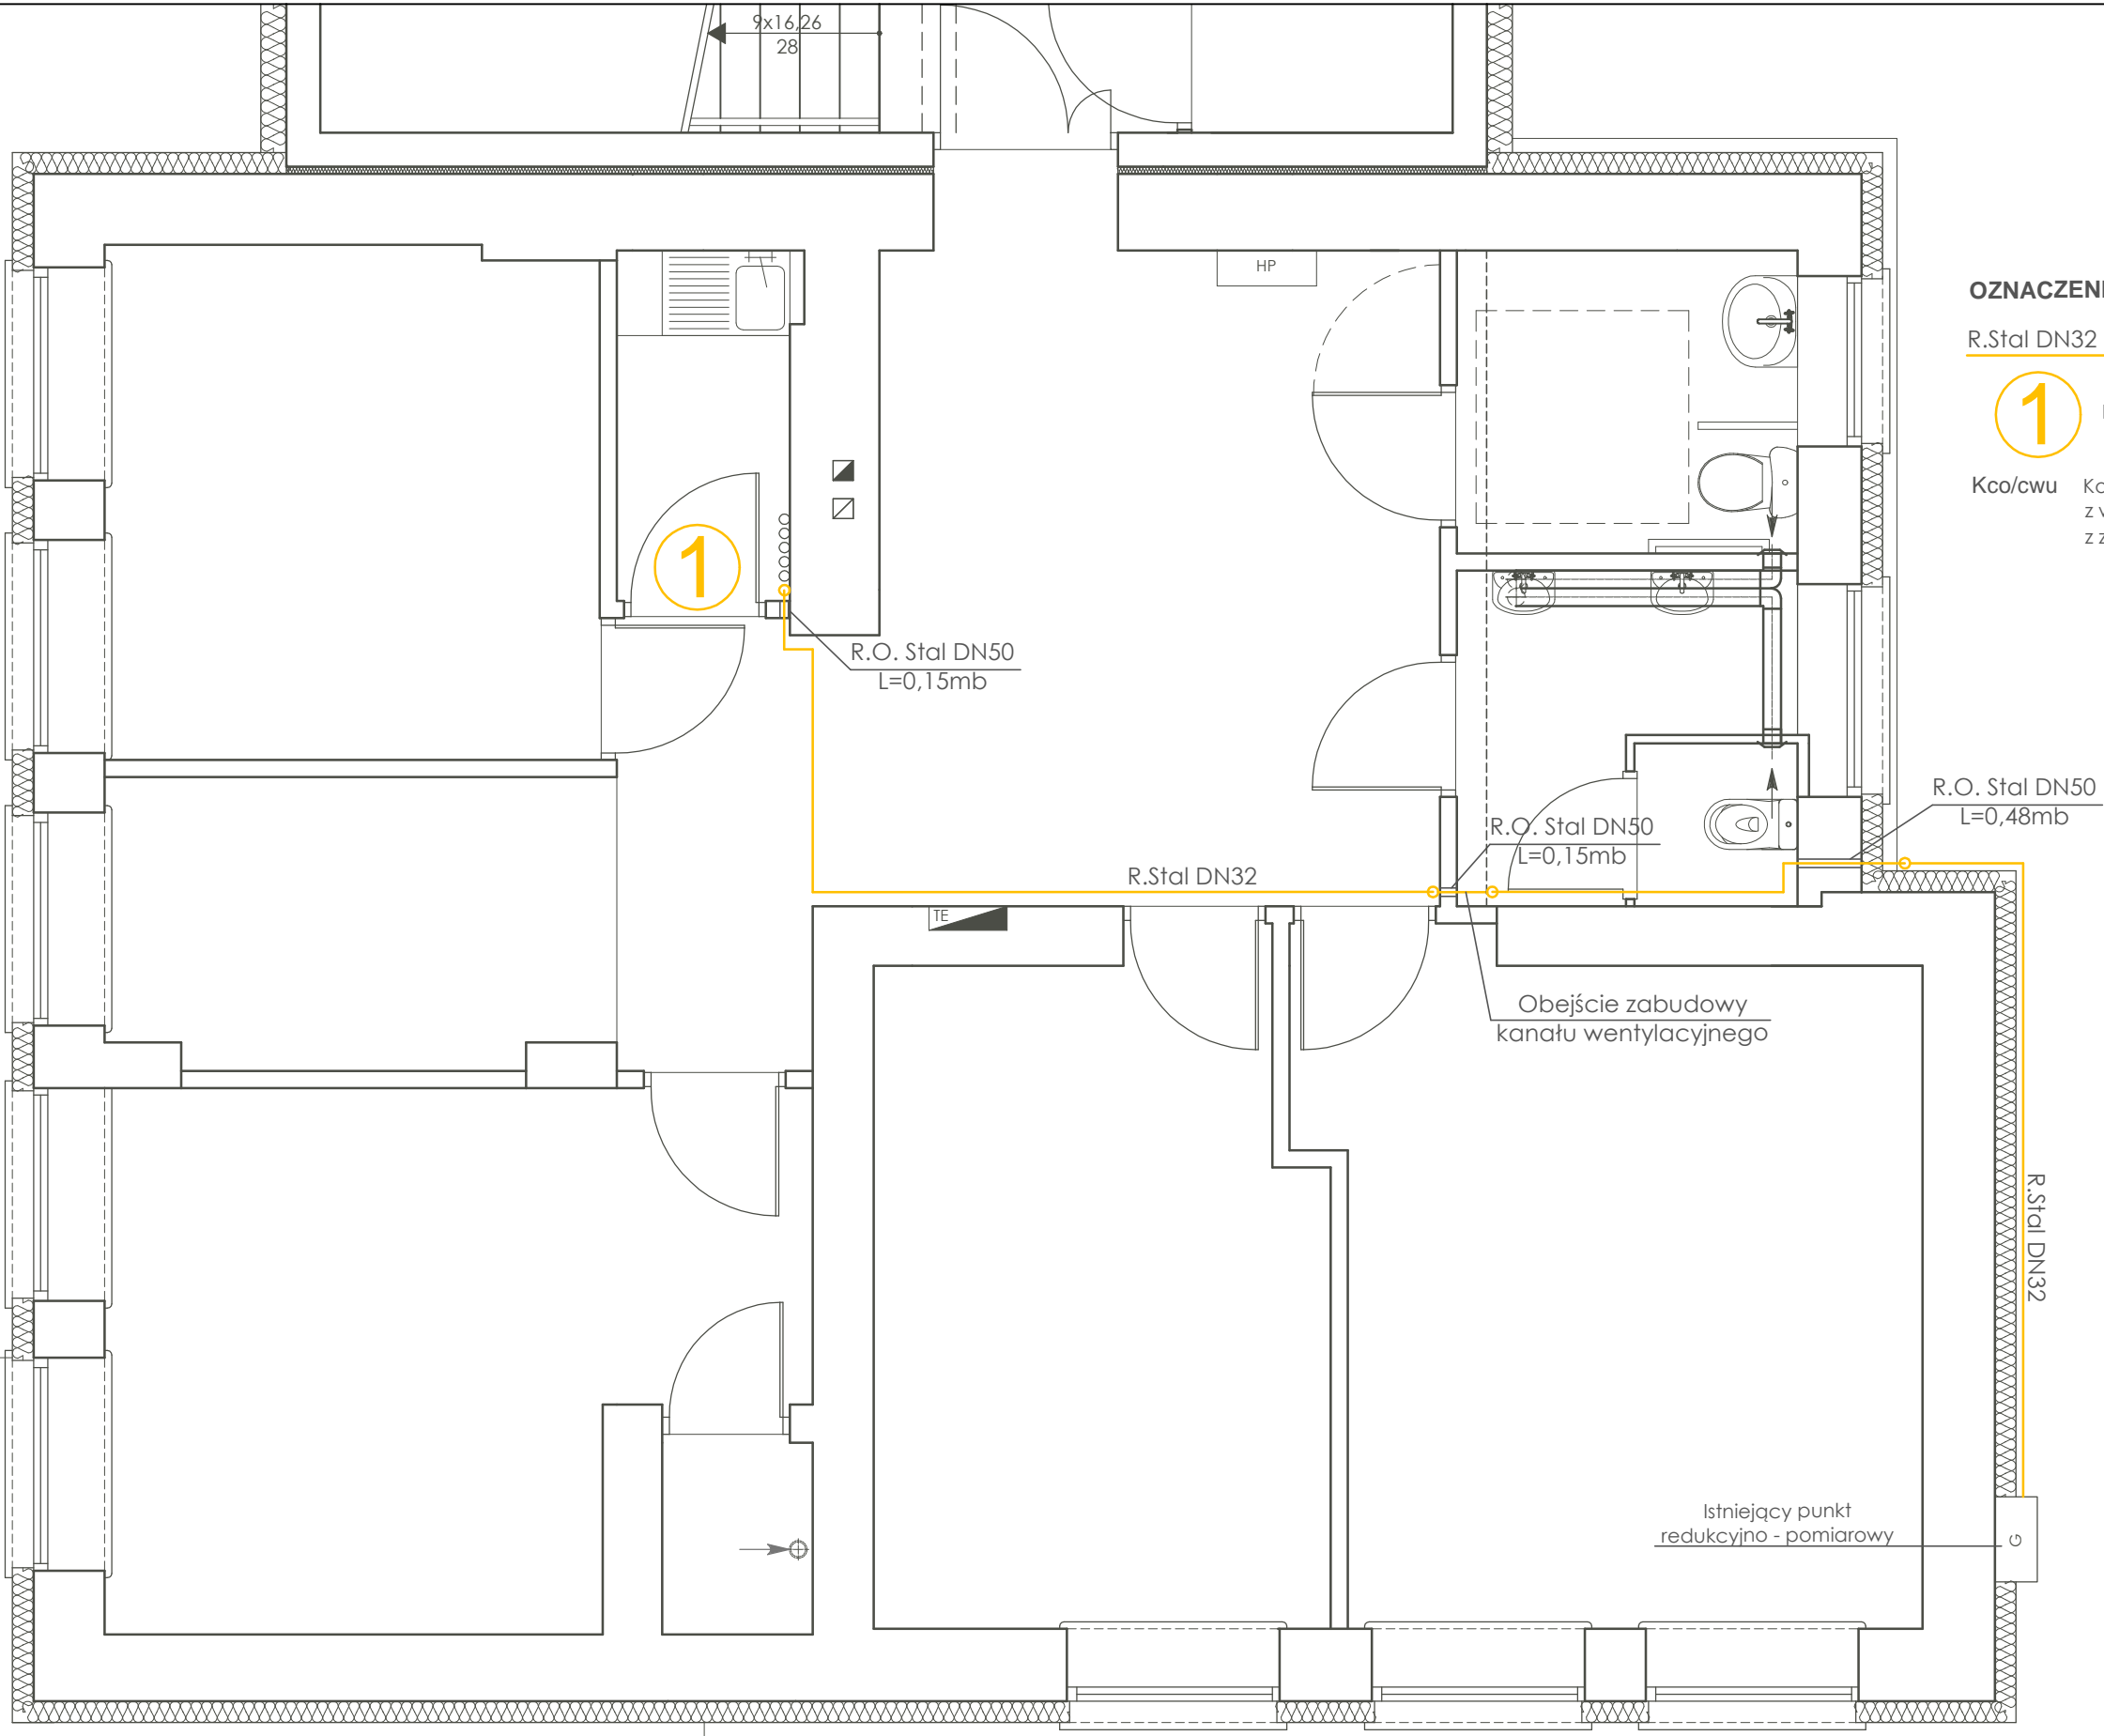 9x16,26
28
HP
OZNACZENI
R.Stal DN32
1
Kco/cwu
1
R.O. Stal DN50
L=0,15mb
R.O. Stal DN50
L=0,48mb
R.O. Stal DN50
L=0,15mb
R.Stal DN32
TE
Obejście zabudowy
kanału wentylacyjnego
R.Stal DN32
Istniejący punkt
redukcyjno - pomiarowy
G